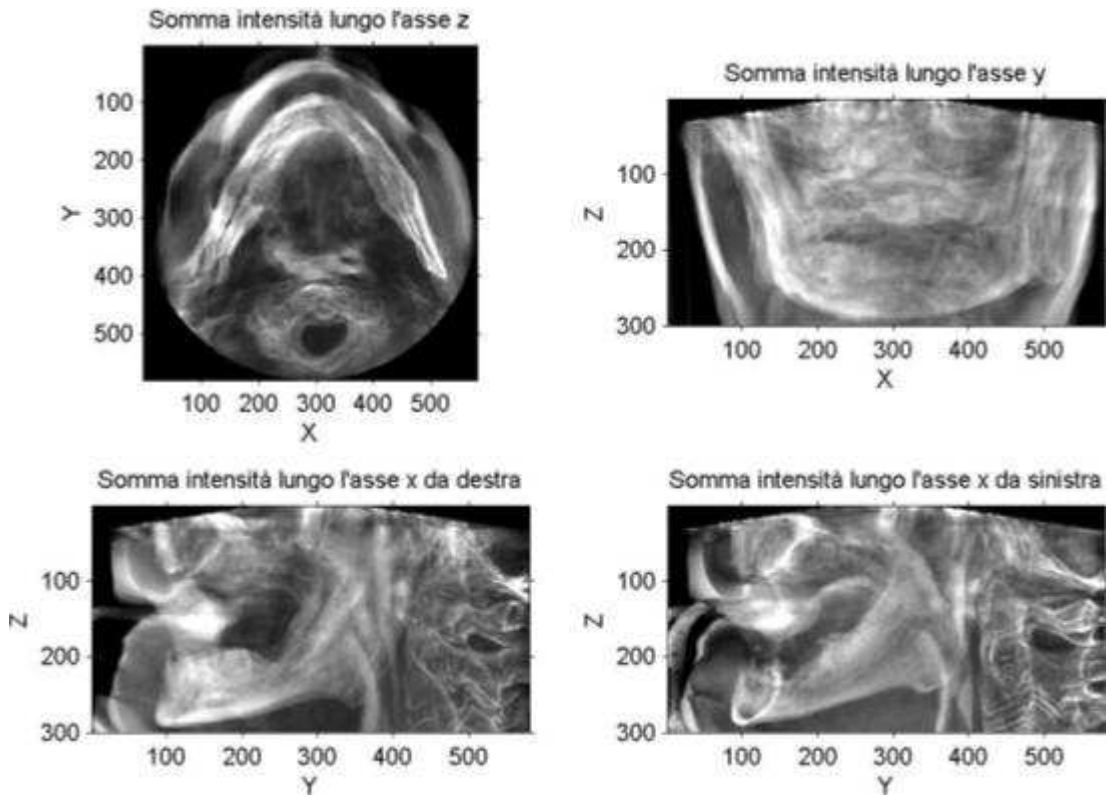 Somma intensità lungo l'asse z
100
200
300
400
500
Y
100 200 300 400 500
X
Somma intensità lungo l'asse y
100
200
300
Z
100 200 300 400 500
X
Somma intensità lungo l'asse x da destra
100
200
300
Z
100 200 300 400 500
Y
Somma intensità lungo l'asse x da sinistra
100
200
300
Z
100 200 300 400 500
Y